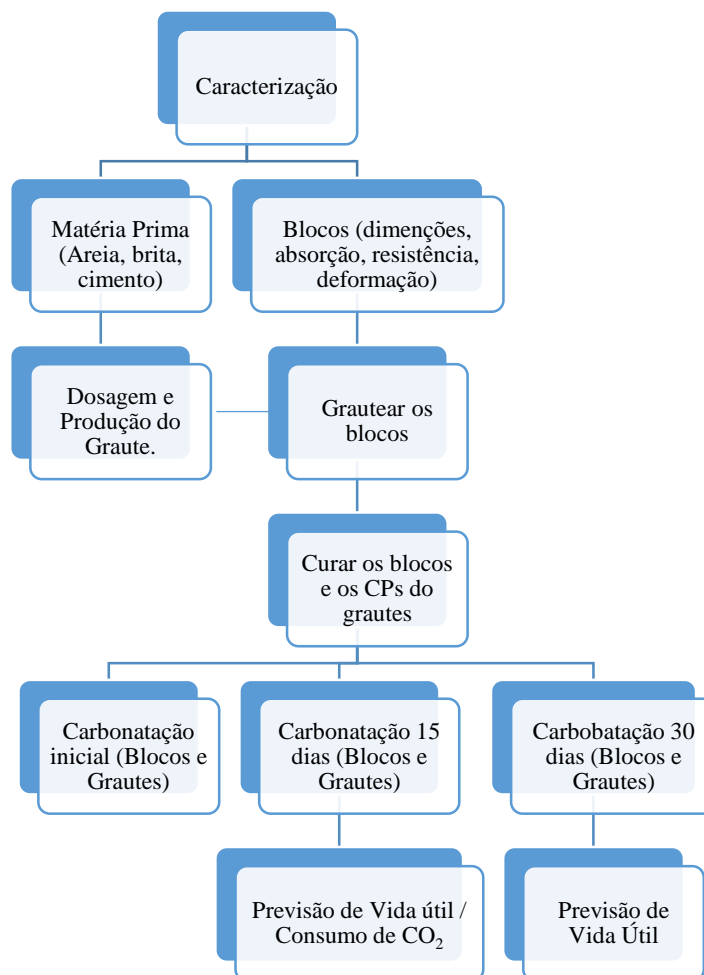 Caracterização
Matéria Prima
(Areia, brita,
cimento)
Blocos (dimenções,
absorção, resistência,
deformação)
Dosagem e
Produção do
Graute.
Grautear os
blocos
Curar os blocos
e os CPs do
grautes
Carbonatação
inicial (Blocos e
Grautes)
Carbonatação 15
dias (Blocos e
Grautes)
Carbobatação 30
dias (Blocos e
Grautes)
Previsão de Vida útil /
Consumo de CO₂
Previsão de
Vida Útil